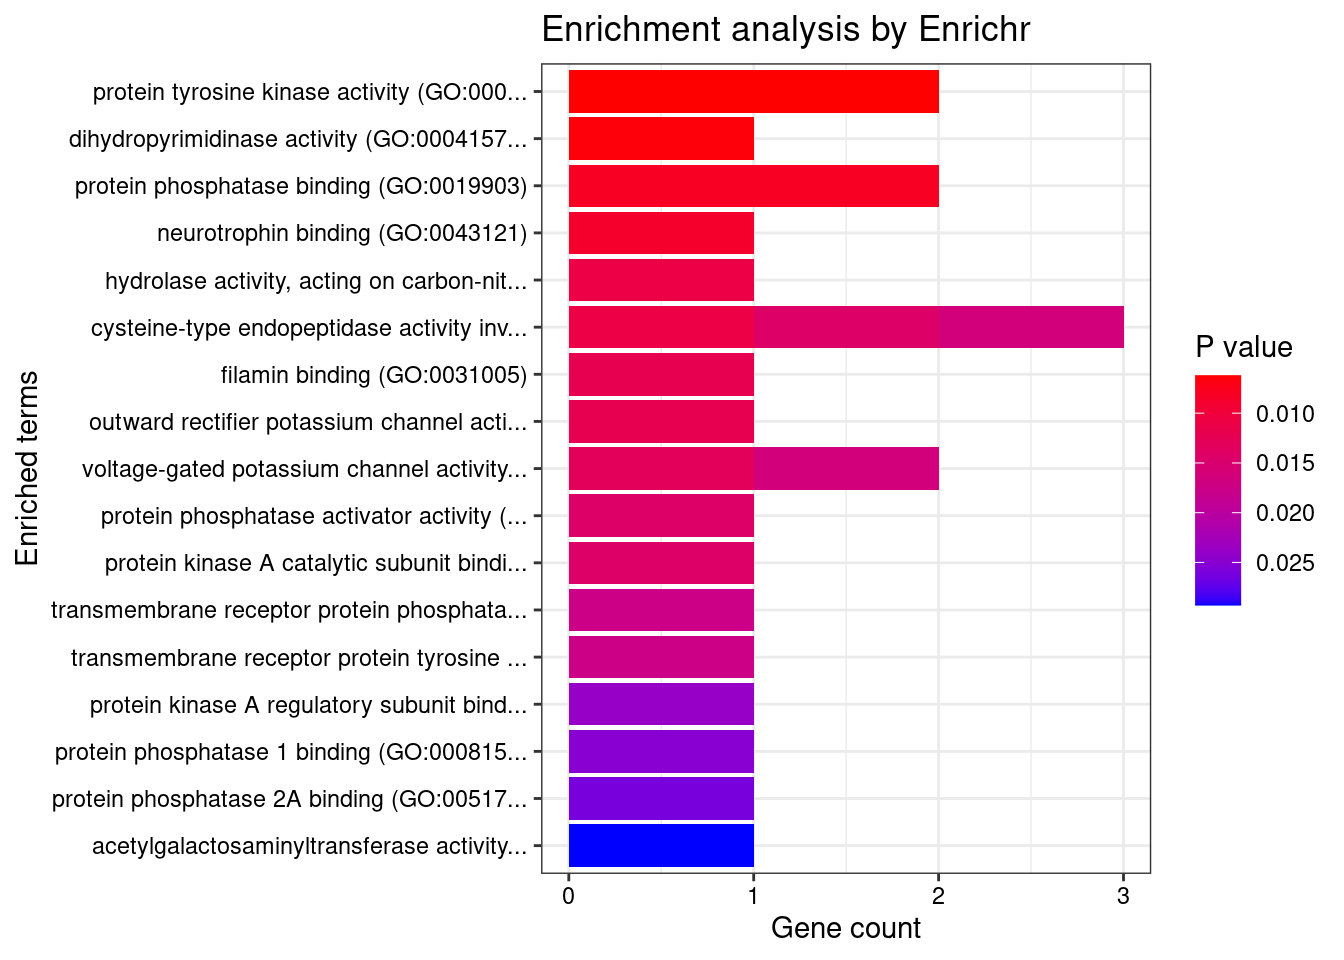 Enrichment analysis by Enrichr
protein tyrosine kinase activity (GO:000...
dihydropyrimidinase activity (GO:0004157...
protein phosphatase binding (GO:0019903)
neurotrophin binding (GO:0043121)
hydrolase activity, acting on carbon-nit...
cysteine-type endopeptidase activity inv...
filamin binding (GO:0031005)
outward rectifier potassium channel acti...
voltage-gated potassium channel activity...
protein phosphatase activator activity (...
protein kinase A catalytic subunit bindi...
transmembrane receptor protein phosphata...
transmembrane receptor protein tyrosine ...
protein kinase A regulatory subunit bind...
protein phosphatase 1 binding (GO:000815...
protein phosphatase 2A binding (GO:00517...
acetylgalactosaminyltransferase activity...
Enriched terms
0 1 2 3
Gene count
P value
0.010
0.015
0.020
0.025